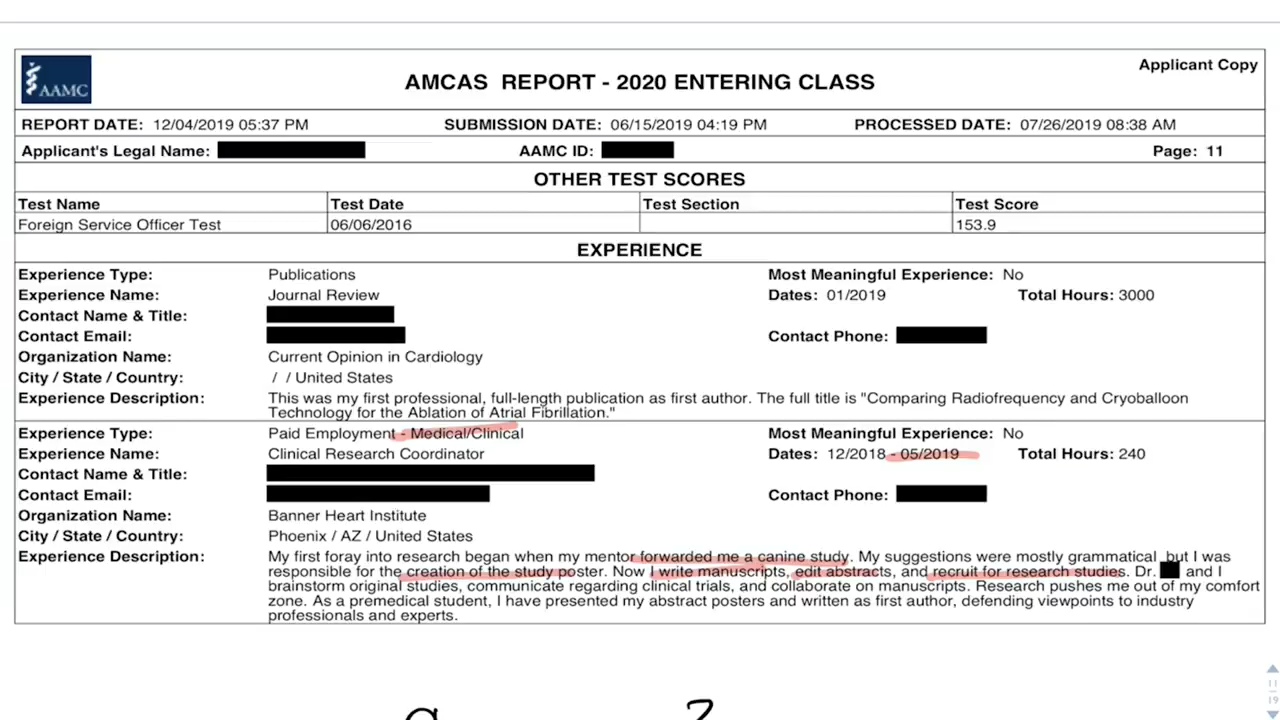 AAMC
AMCAS REPORT - 2020 ENTERING CLASS
Applicant Copy
REPORT DATE: 12/04/2019 05:37 PM SUBMISSION DATE: 06/15/2019 04:19 PM PROCESSED DATE: 07/26/2019 08:38 AM
Applicant's Legal Name: AAMC ID: Page: 11
OTHER TEST SCORES
Test Name Test Date Test Section Test Score
Foreign Service Officer Test 06/06/2016 153.9
EXPERIENCE
Experience Type: Publications Most Meaningful Experience: No
Experience Name: Journal Review Dates: 01/2019 Total Hours: 3000
Contact Name & Title:
Contact Email: Contact Phone:
Organization Name: Current Opinion in Cardiology
City / State / Country: / / United States
Experience Description: This was my first professional, full-length publication as first author. The full title is "Comparing Radiofrequency and Cryoballoon
Technology for the Ablation of Atrial Fibrillation."
Experience Type: Paid Employment - Medical/Clinical Most Meaningful Experience: No
Experience Name: Clinical Research Coordinator Dates: 12/2018 - 05/2019 Total Hours: 240
Contact Name & Title:
Contact Email: Contact Phone:
Organization Name: Banner Heart Institute
City / State / Country: Phoenix / AZ / United States
Experience Description: My first foray into research began when my mentor forwarded me a canine study. My suggestions were mostly grammatical, but I was
responsible for the creation of the study poster. Now I write manuscripts, edit abstracts, and recruit for research studies. Dr. and I
brainstorm original studies, communicate regarding clinical trials, and collaborate on manuscripts. Research pushes me out of my comfort
zone. As a premedical student, I have presented my abstract posters and written as first author, defending viewpoints to industry
professionals and experts.
11
19